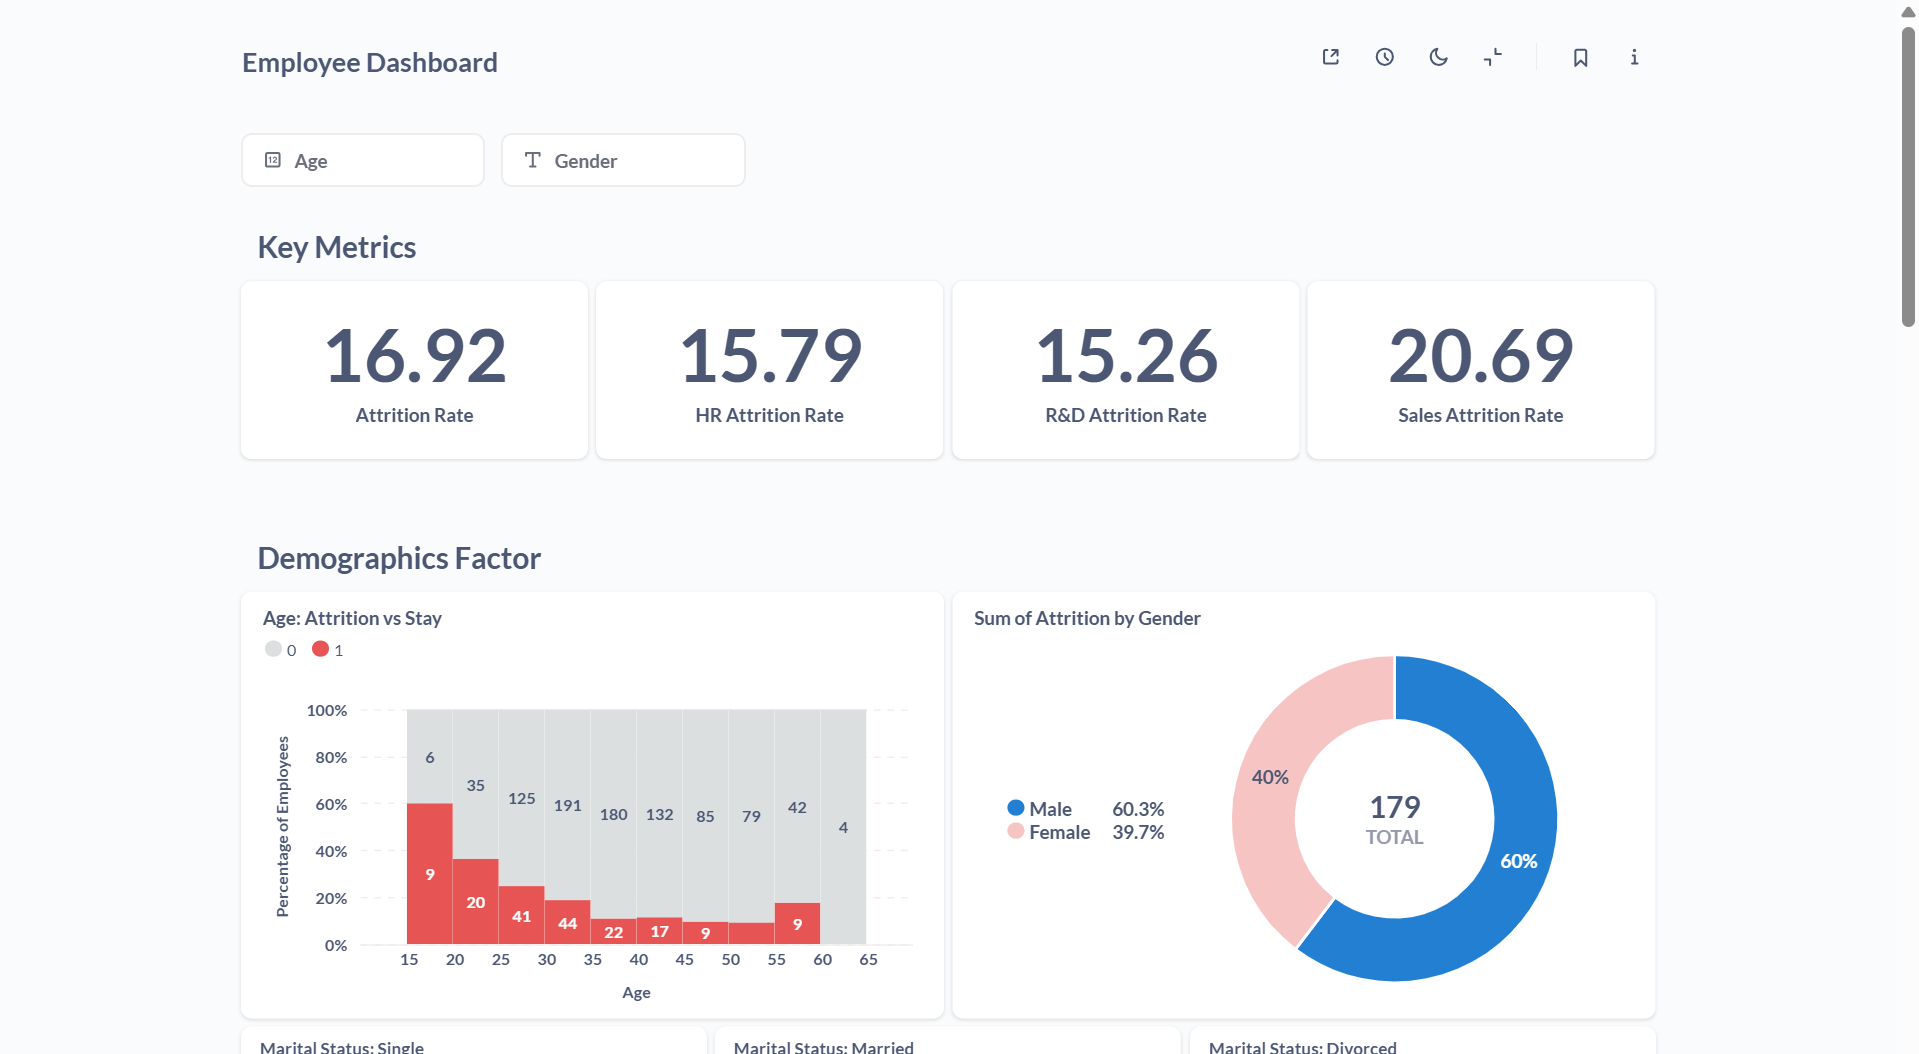 Employee Dashboard
12
Age
Gender
Key Metrics
16.92
Attrition Rate
15.79
HR Attrition Rate
15.26
R&D Attrition Rate
20.69
Sales Attrition Rate
Demographics Factor
Age: Attrition vs Stay
0 1
100%
80%
60%
40%
20%
0%
Percentage of Employees
6 35 125 191 180 132 85 79 42 4
9 20 41 44 22 17 9 9
15 20 25 30 35 40 45 50 55 60 65
Age
Sum of Attrition by Gender
Male 60.3%
Female 39.7%
40%
179
TOTAL
60%
Marital Status: Single
Marital Status: Married
Marital Status: Divorced